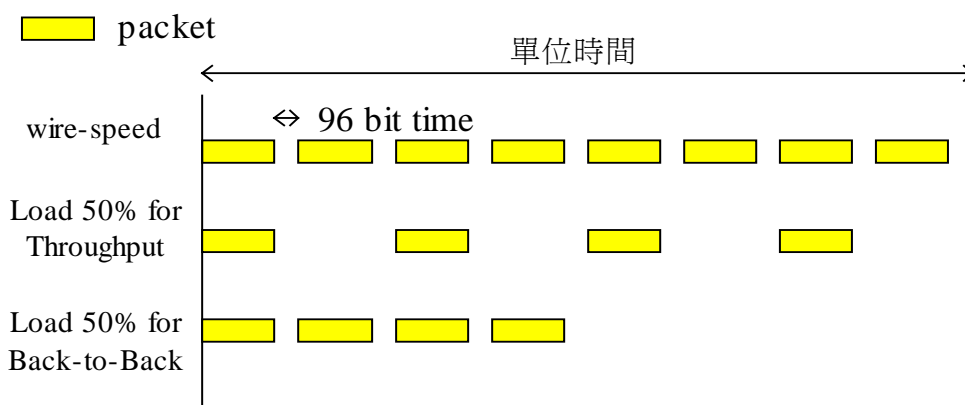 packet
單位時間
wire-speed
96 bit time
Load 50% for
Throughput
Load 50% for
Back-to-Back